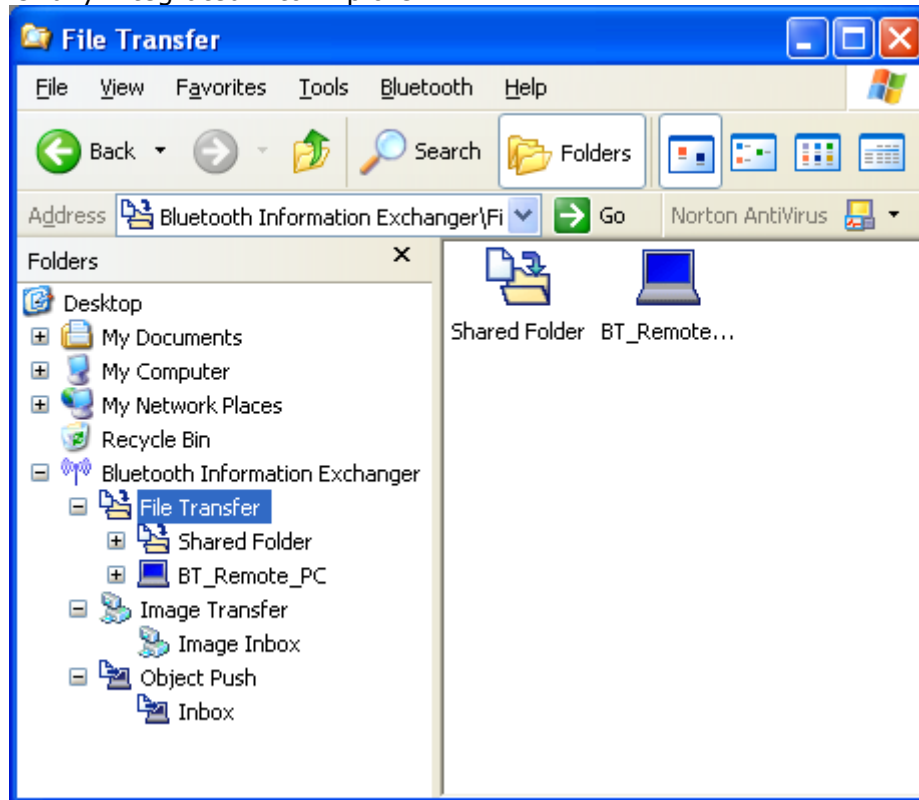 File Transfer
File View Favorites Tools Bluetooth Help
Back Search Folders
Address Bluetooth Information Exchanger\Fi Go Norton AntiVirus
Folders x
Desktop
My Documents
My Computer
My Network Places
Recycle Bin
Bluetooth Information Exchanger
File Transfer
Shared Folder
BT_Remote_PC
Image Transfer
Image Inbox
Object Push
Inbox
Shared Folder BT_Remote...